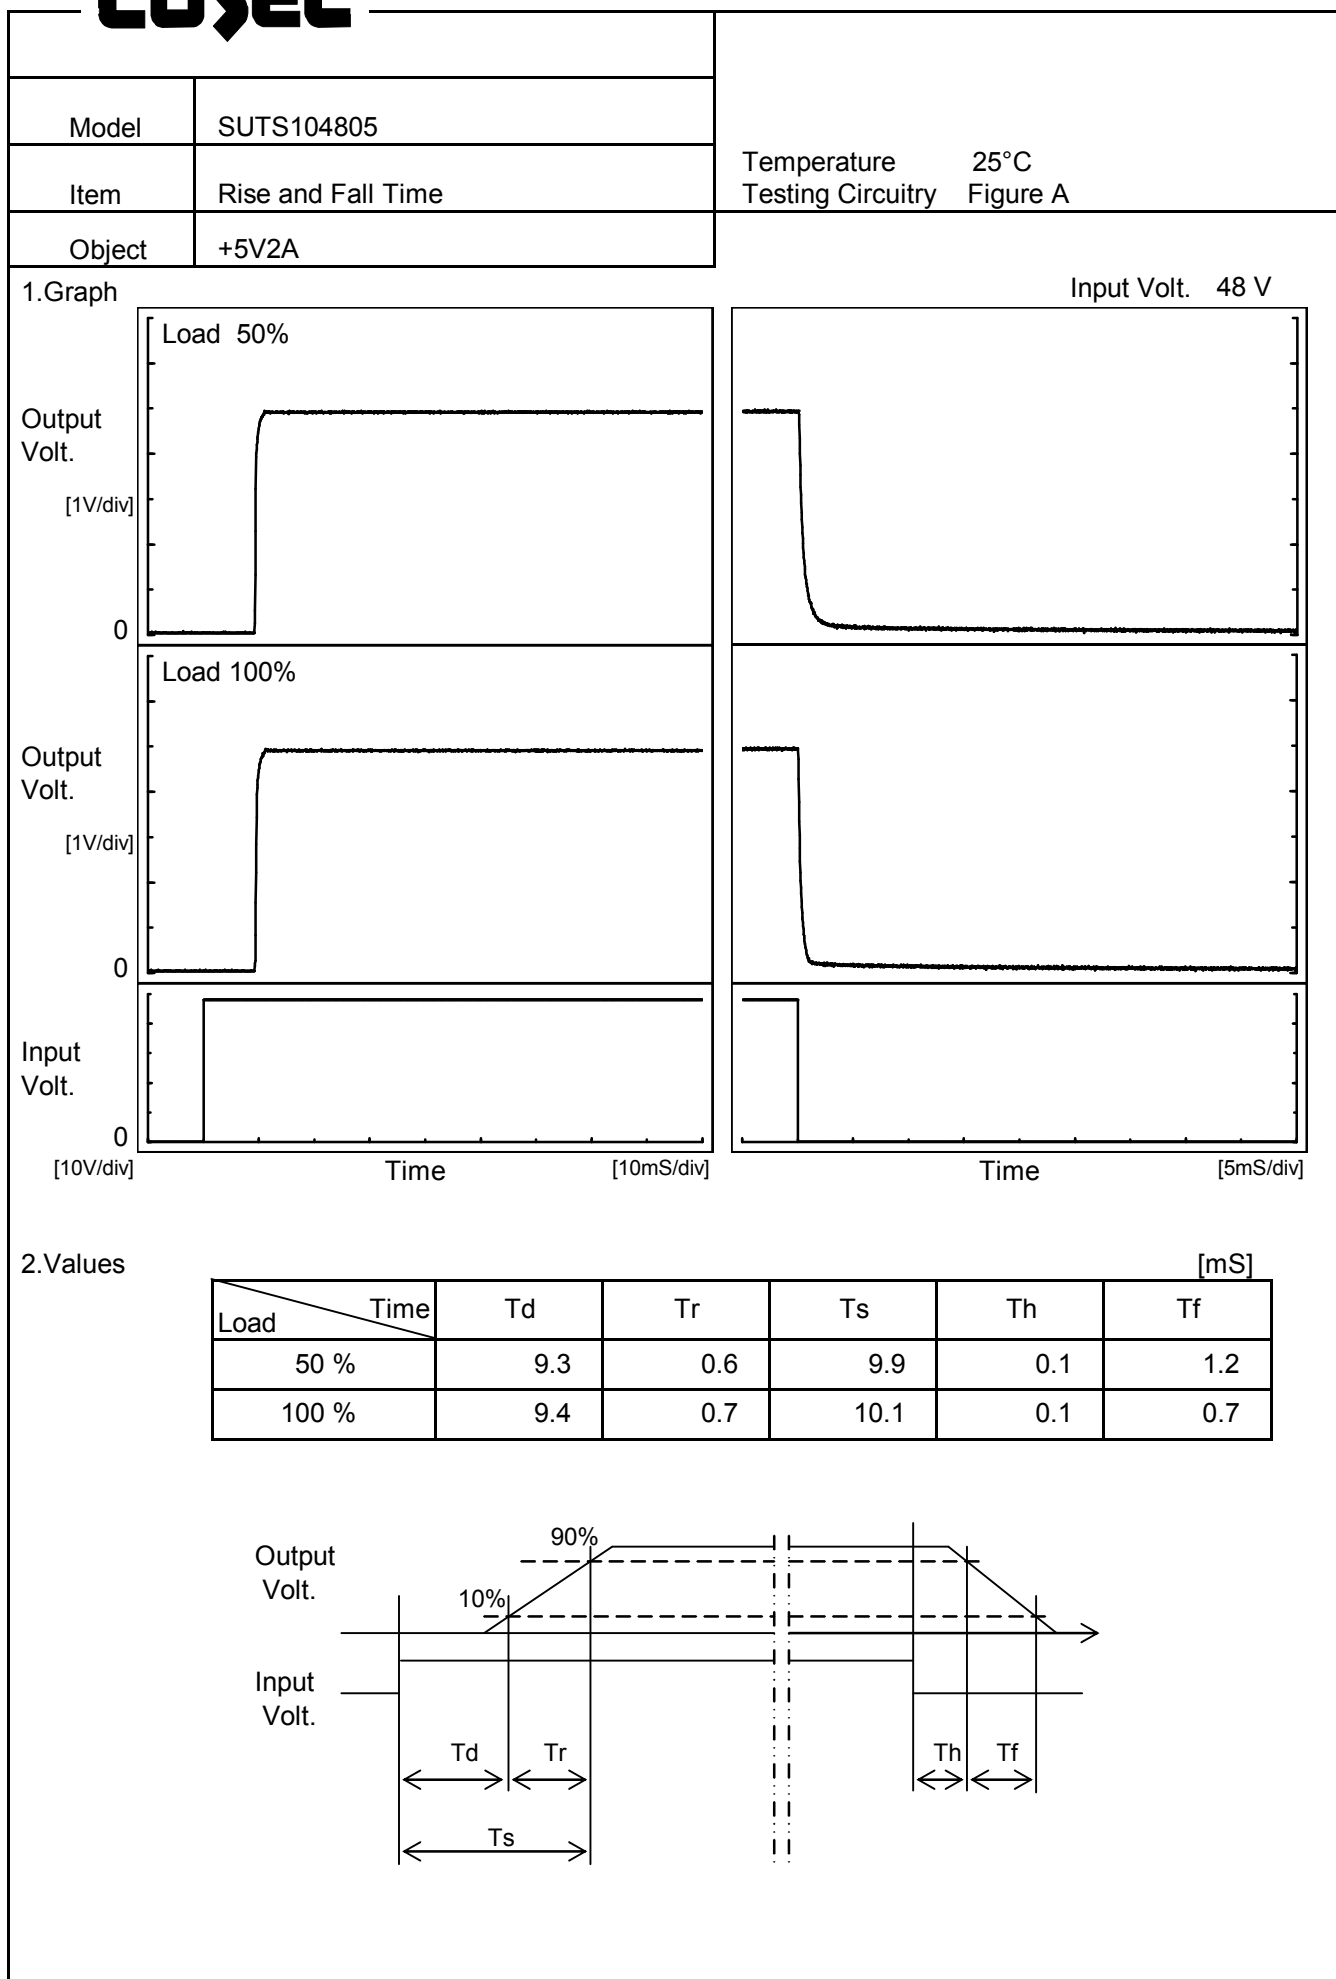 COSEL
Model SUTS104805
Item Rise and Fall Time
Temperature 25°C
Testing Circuitry Figure A
Object +5V2A
1.Graph
Input Volt. 48 V
Load 50%
Output
Volt.
[1V/div]
0
Load 100%
Output
Volt.
[1V/div]
0
Input
Volt.
0
[10V/div] Time [10mS/div] Time [5mS/div]
2.Values [mS]
Load Time Td Tr Ts Th Tf
50 % 9.3 0.6 9.9 0.1 1.2
100 % 9.4 0.7 10.1 0.1 0.7
Output
Volt.
90%
10%
Input
Volt.
Td Tr Th Tf
Ts